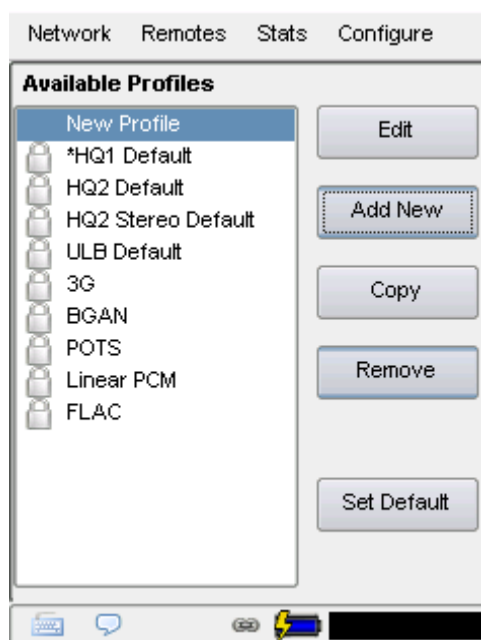 Network Remotes Stats Configure
Available Profiles
New Profile
*HQ1 Default
HQ2 Default
HQ2 Stereo Default
ULB Default
3G
BGAN
POTS
Linear PCM
FLAC
Edit
Add New
Copy
Remove
Set Default